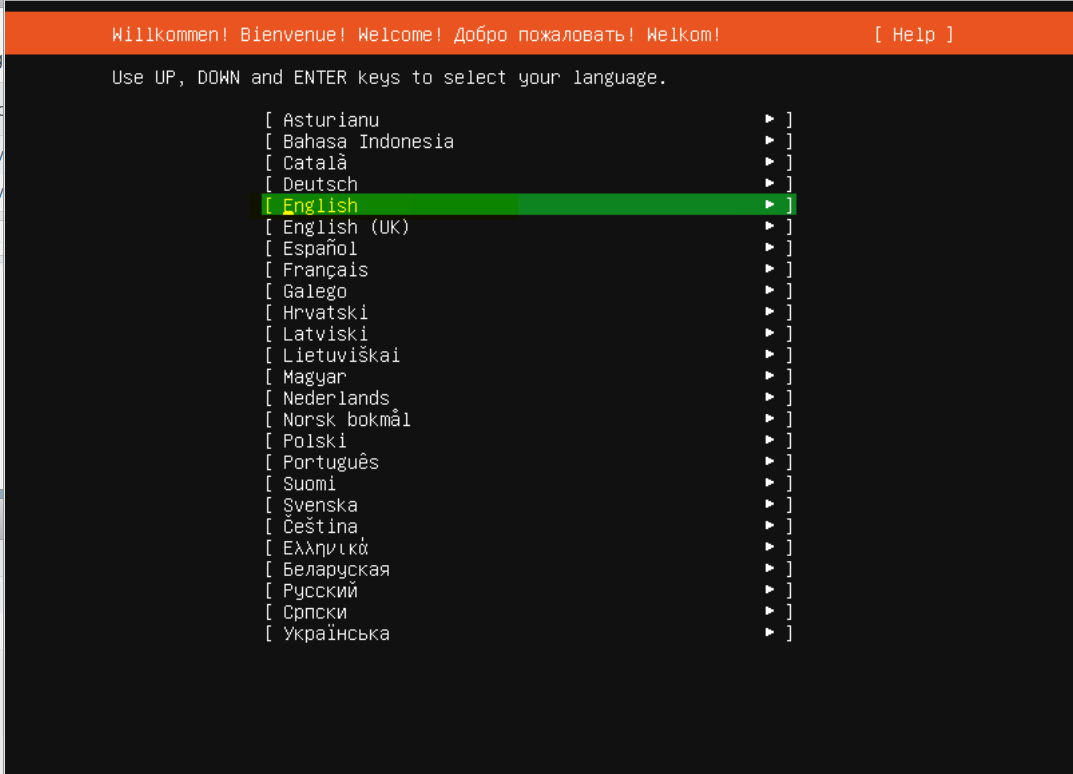 Willkommen! Bienvenue! Welcome! Добро пожаловать! Welkom! [ Help ]
Use UP, DOWN and ENTER keys to select your language.
[ Asturianu ► ]
[ Bahasa Indonesia ► ]
[ Català ► ]
[ Deutsch ► ]
[ English ► ]
[ English (UK) ► ]
[ Español ► ]
[ Français ► ]
[ Galego ► ]
[ Hrvatski ► ]
[ Latviski ► ]
[ Lietuviškai ► ]
[ Magyar ► ]
[ Nederlands ► ]
[ Norsk bokmål ► ]
[ Polski ► ]
[ Português ► ]
[ Suomi ► ]
[ Svenska ► ]
[ Čeština ► ]
[ Ελληνικά ► ]
[ Беларуская ► ]
[ Русский ► ]
[ Српски ► ]
[ Українська ► ]